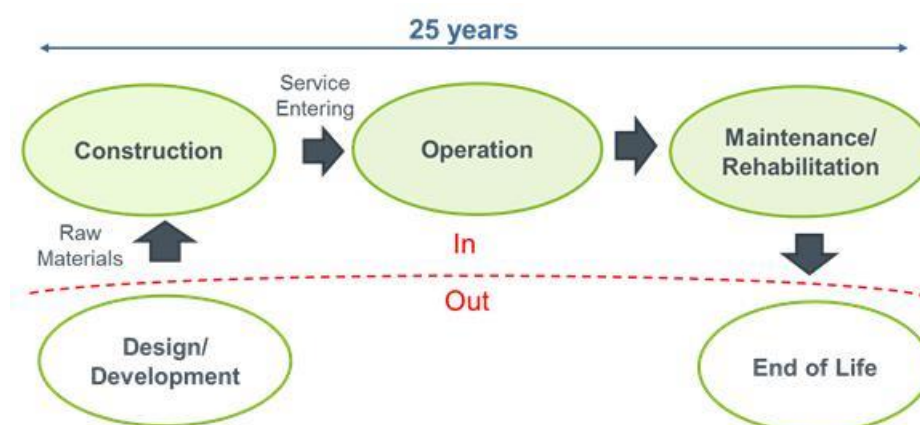 25 years
Service
Entering
Construction
Operation
Maintenance/
Rehabilitation
Raw
Materials
In
Out
Design/
Development
End of Life